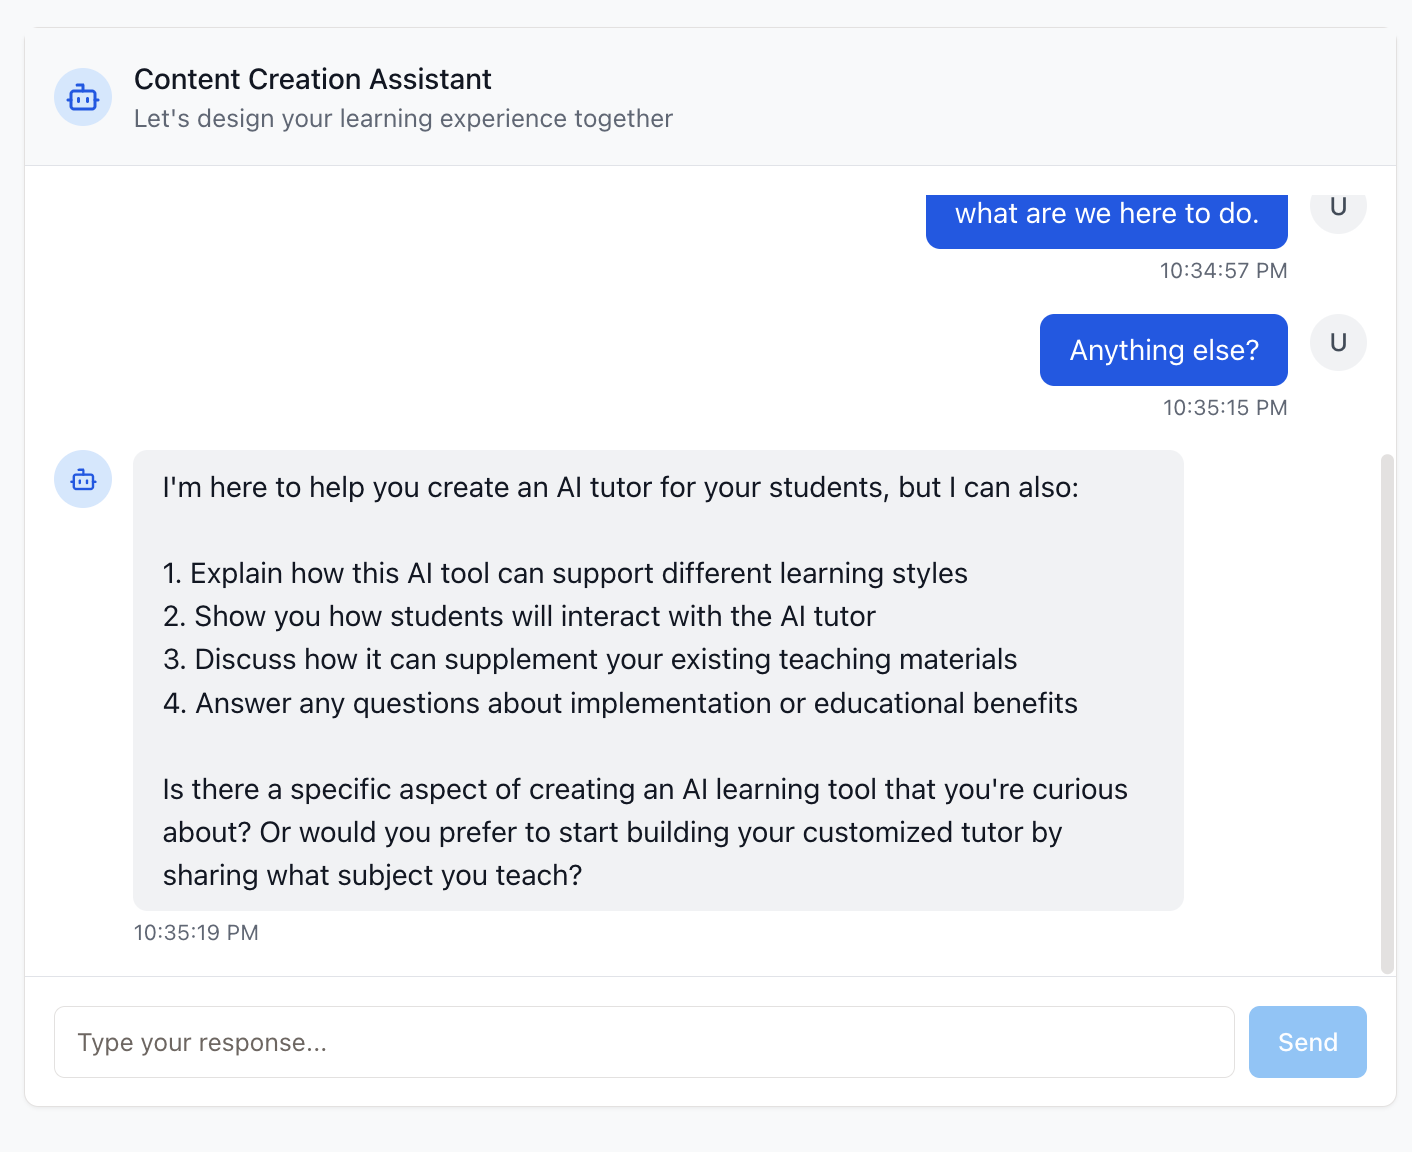 Content Creation Assistant
Let's design your learning experience together
what are we here to do.
U
10:34:57 PM
Anything else?
U
10:35:15 PM
I'm here to help you create an AI tutor for your students, but I can also:
1. Explain how this AI tool can support different learning styles
2. Show you how students will interact with the AI tutor
3. Discuss how it can supplement your existing teaching materials
4. Answer any questions about implementation or educational benefits
Is there a specific aspect of creating an AI learning tool that you're curious
about? Or would you prefer to start building your customized tutor by
sharing what subject you teach?
10:35:19 PM
Type your response...
Send